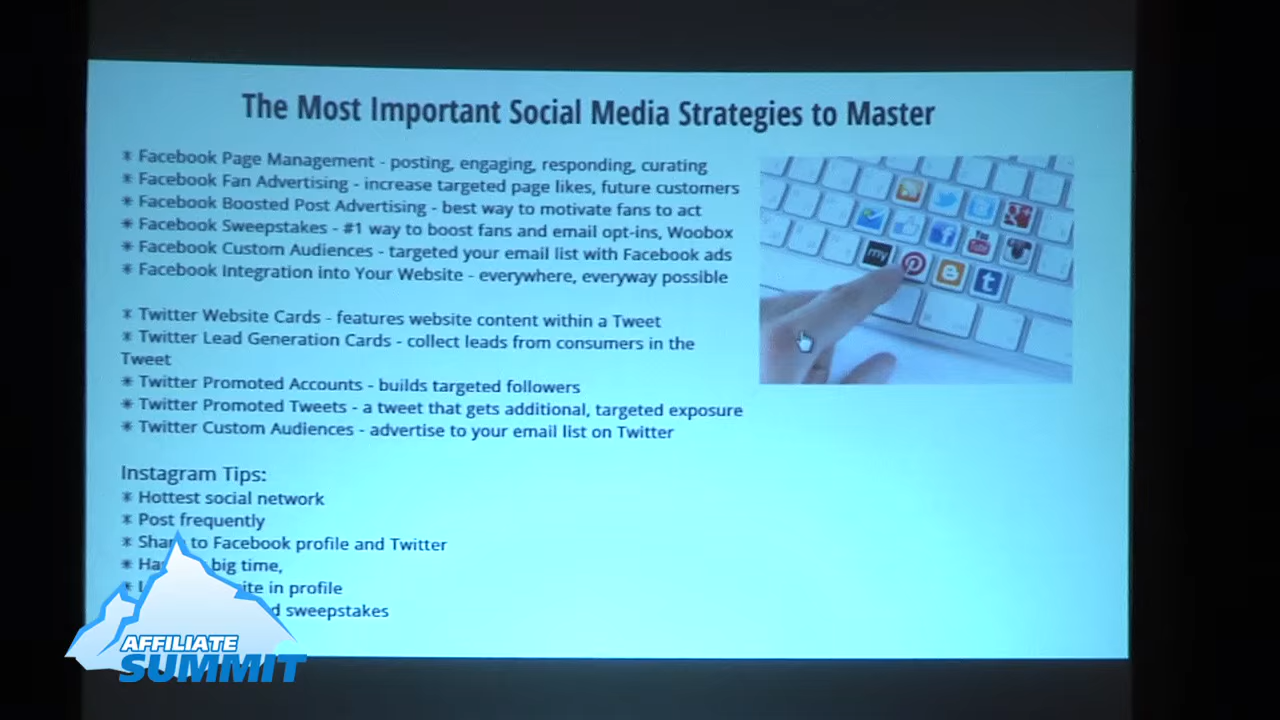 The Most Important Social Media Strategies to Master
* Facebook Page Management - posting, engaging, responding, curating
* Facebook Fan Advertising - increase targeted page likes, future customers
* Facebook Boosted Post Advertising - best way to motivate fans to act
* Facebook Sweepstakes - #1 way to boost fans and email opt-ins, Woobox
* Facebook Custom Audiences - targeted your email list with Facebook ads
* Facebook Integration into Your Website - everywhere, everyway possible
* Twitter Website Cards - features website content within a Tweet
* Twitter Lead Generation Cards - collect leads from consumers in the
Tweet
* Twitter Promoted Accounts - builds targeted followers
* Twitter Promoted Tweets - a tweet that gets additional, targeted exposure
* Twitter Custom Audiences - advertise to your email list on Twitter
Instagram Tips:
* Hottest social network
* Post frequently
* Share to Facebook profile and Twitter
* big time,
* in profile
sweepstakes
my
You Tube
AFFILIATE
SUMMIT